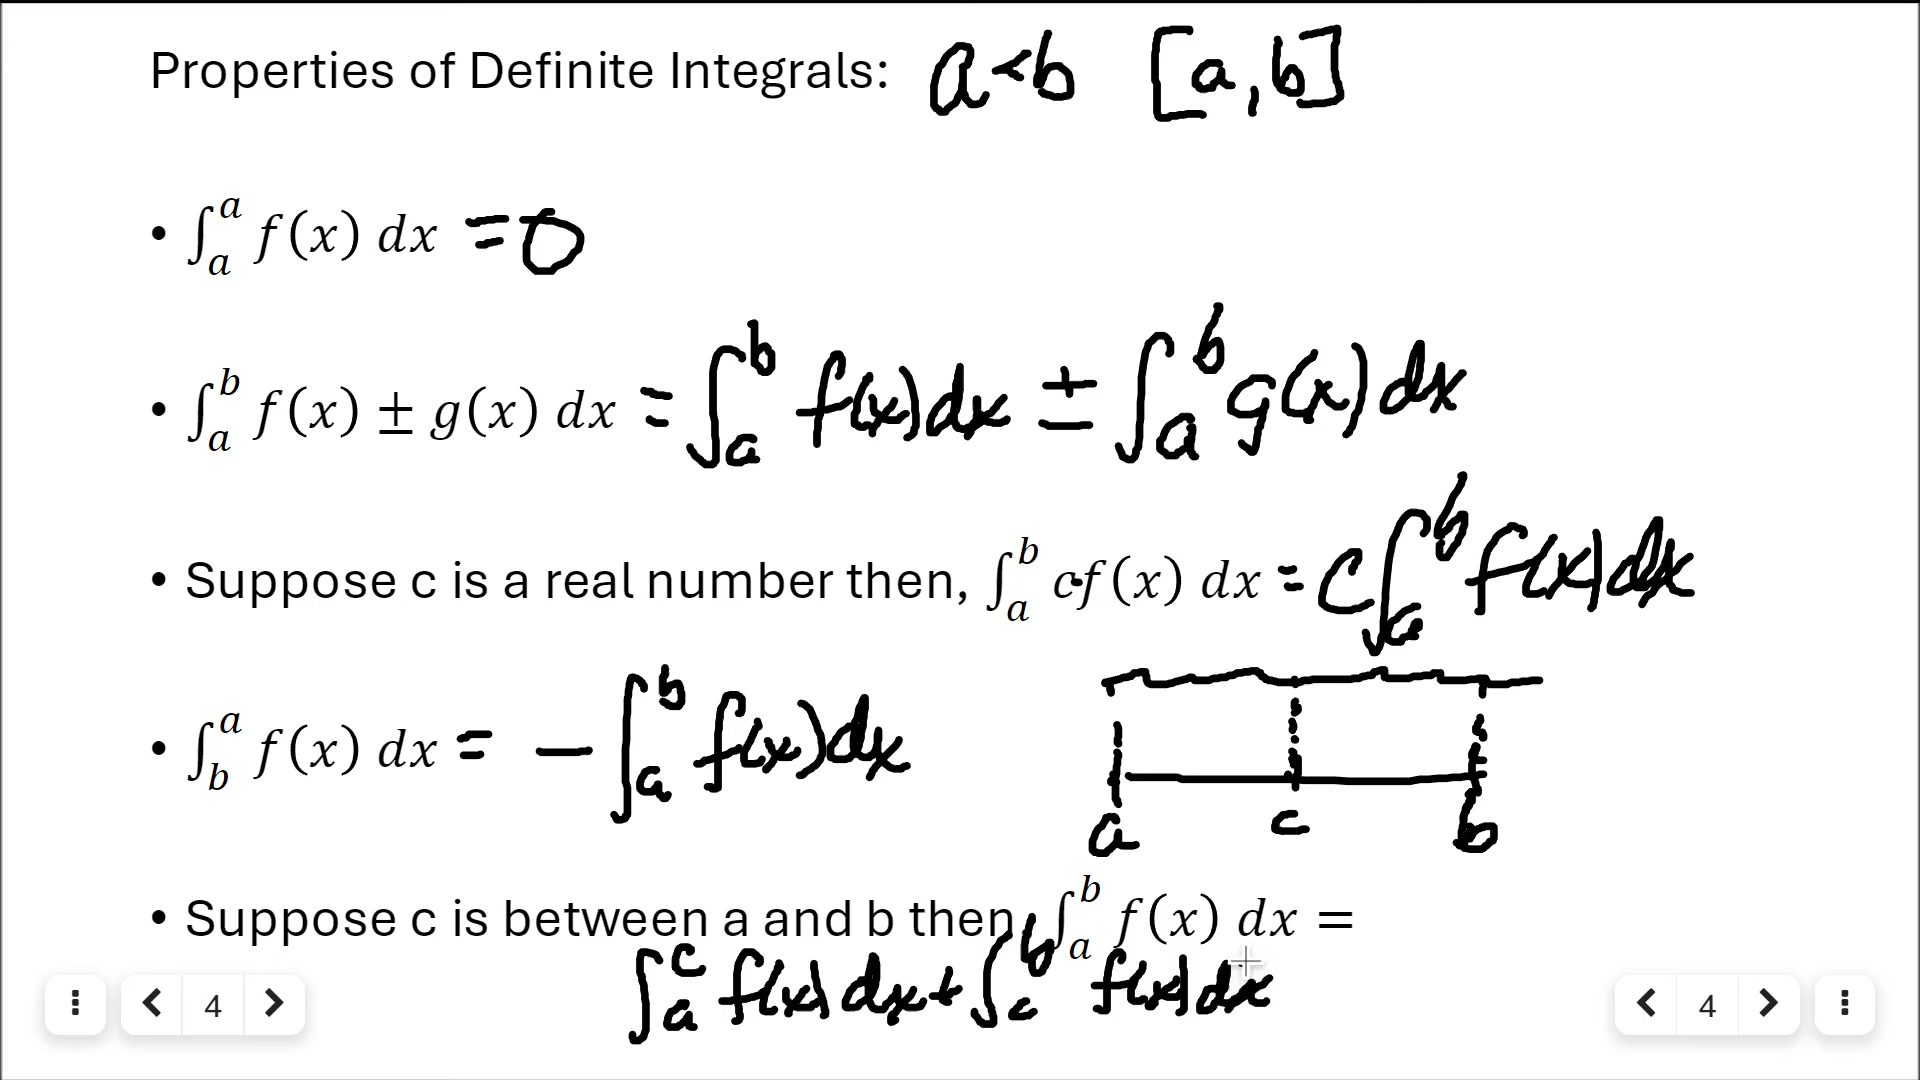 Properties of Definite Integrals: a<b [a,b]
• ∫_a^a f(x) dx = 0
• ∫_a^b f(x) ± g(x) dx = ∫_a^b f(x)dx ± ∫_a^b g(x)dx
• Suppose c is a real number then, ∫_a^b c·f(x) dx = c∫_a^b f(x)dx
• ∫_b^a f(x) dx = -∫_a^b f(x)dx
a c b
• Suppose c is between a and b then, ∫_a^b f(x) dx =
∫_a^c f(x)dx + ∫_c^b f(x)dx
4 4